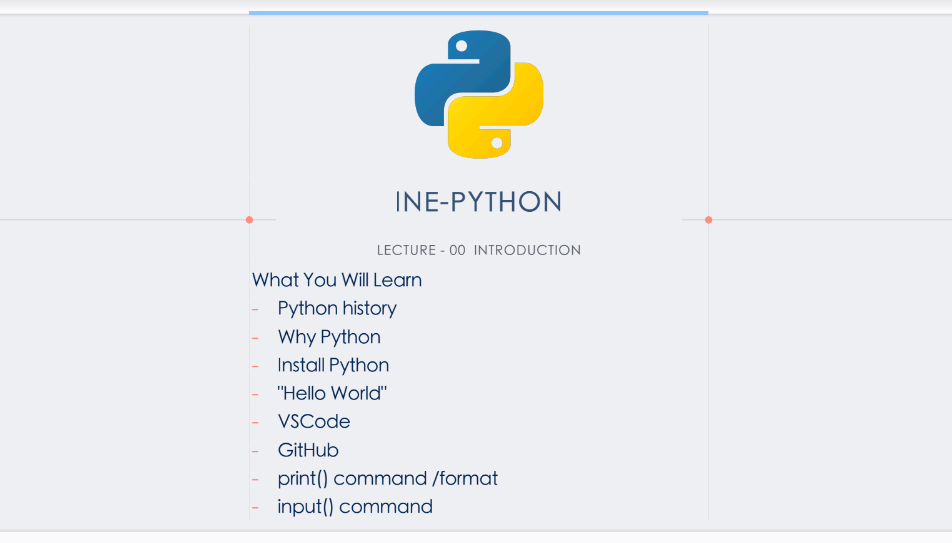 INE-PYTHON
LECTURE - 00 INTRODUCTION
What You Will Learn
- Python history
- Why Python
- Install Python
- "Hello World"
- VSCode
- GitHub
- print() command /format
- input() command